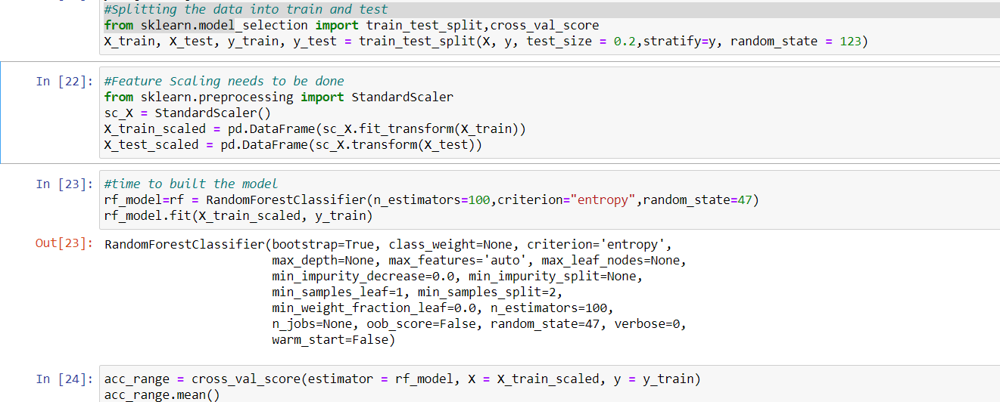 #Splitting the data into train and test
from sklearn.model_selection import train_test_split,cross_val_score
X_train, X_test, y_train, y_test = train_test_split(X, y, test_size = 0.2,stratify=y, random_state = 123)
In [22]: #Feature Scaling needs to be done
from sklearn.preprocessing import StandardScaler
sc_X = StandardScaler()
X_train_scaled = pd.DataFrame(sc_X.fit_transform(X_train))
X_test_scaled = pd.DataFrame(sc_X.transform(X_test))
In [23]: #time to built the model
rf_model=rf = RandomForestClassifier(n_estimators=100,criterion="entropy",random_state=47)
rf_model.fit(X_train_scaled, y_train)
Out[23]: RandomForestClassifier(bootstrap=True, class_weight=None, criterion='entropy',
max_depth=None, max_features='auto', max_leaf_nodes=None,
min_impurity_decrease=0.0, min_impurity_split=None,
min_samples_leaf=1, min_samples_split=2,
min_weight_fraction_leaf=0.0, n_estimators=100,
n_jobs=None, oob_score=False, random_state=47, verbose=0,
warm_start=False)
In [24]: acc_range = cross_val_score(estimator = rf_model, X = X_train_scaled, y = y_train)
acc_range.mean()